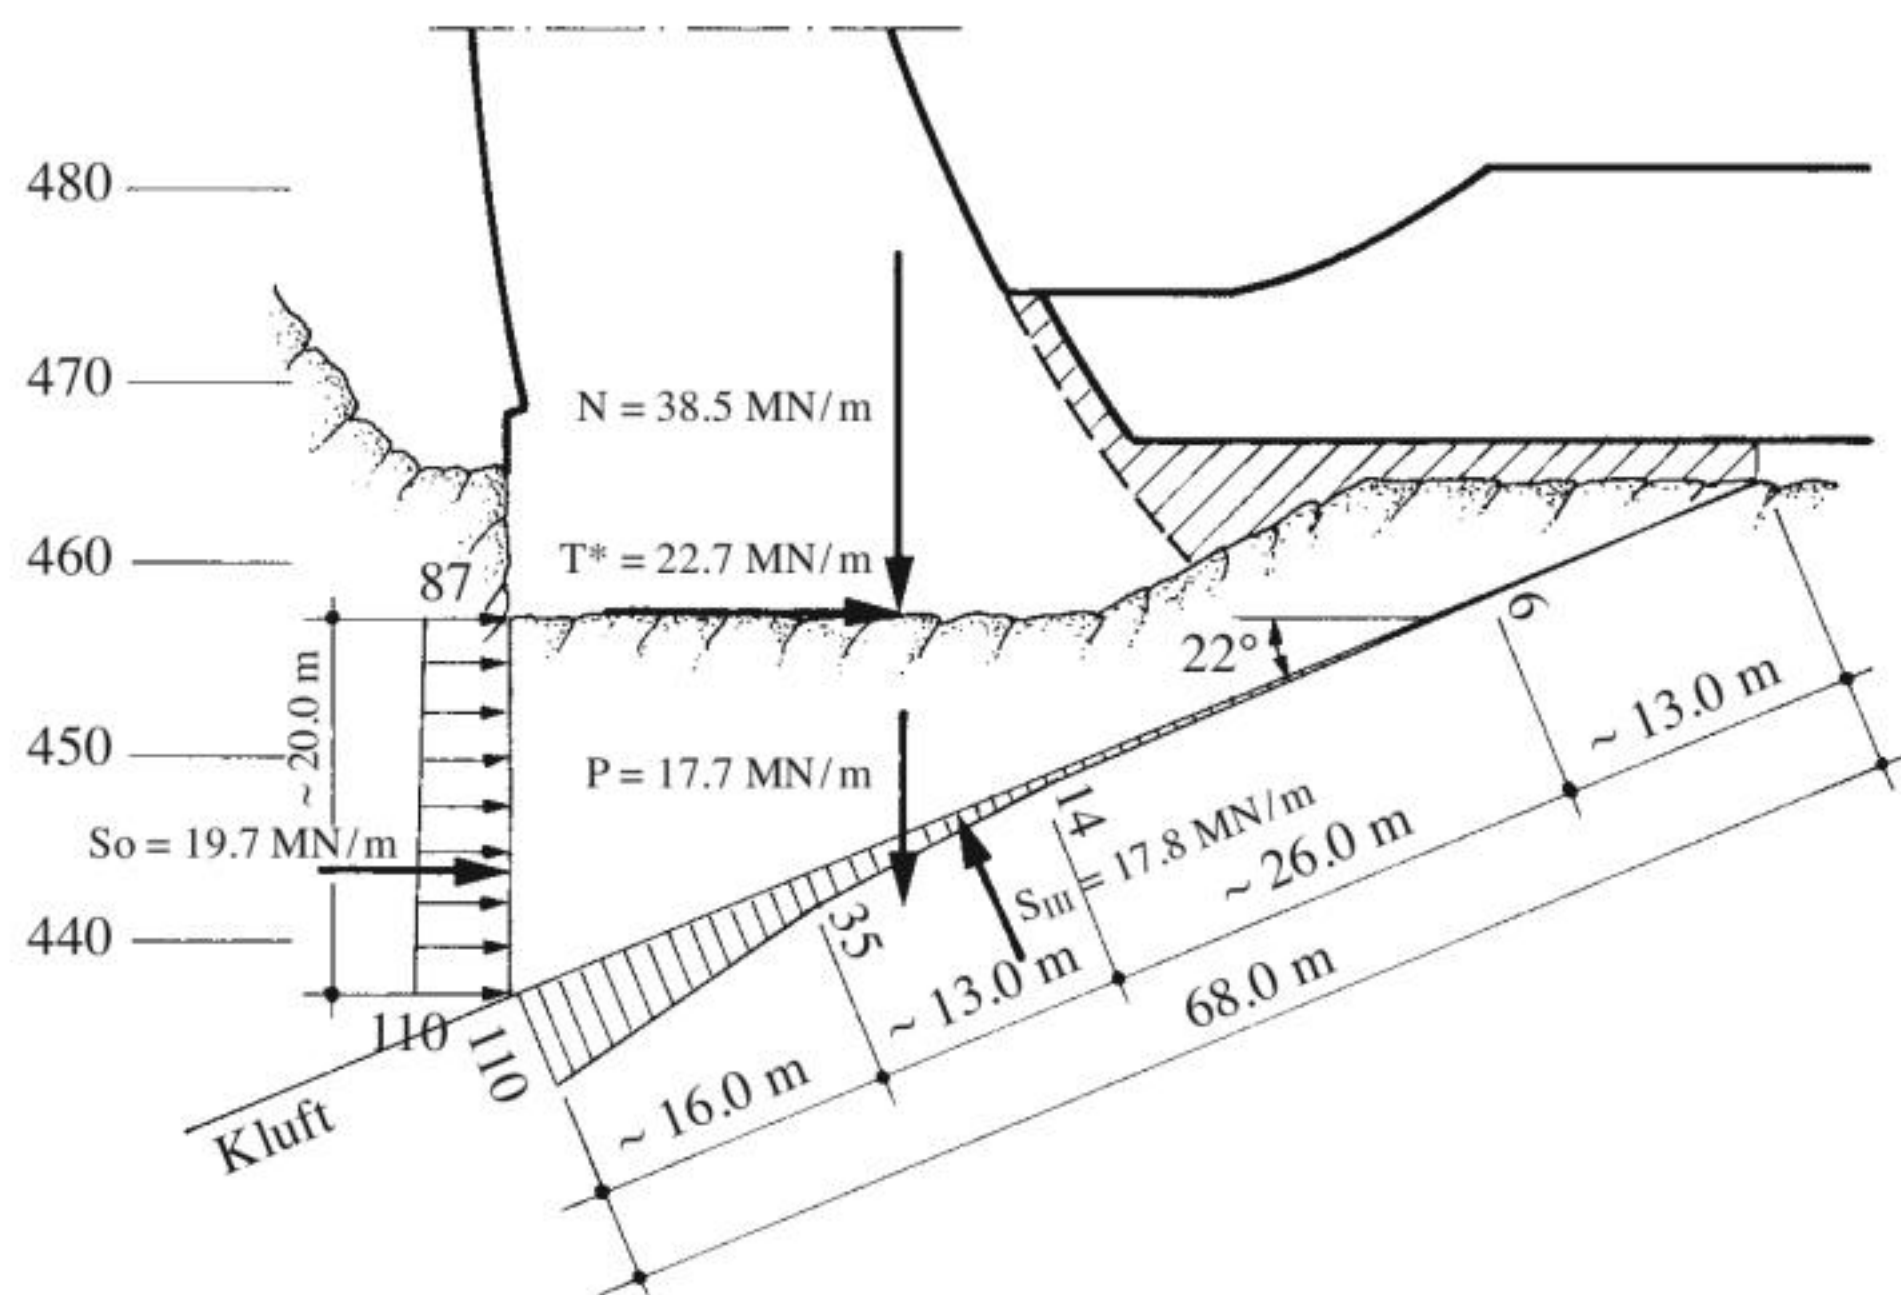 480
470
N = 38.5 MN/m
460
T* = 22.7 MN/m
87
6
22°
~ 20.0 m
~ 13.0 m
450
P = 17.7 MN/m
14
So = 19.7 MN/m
S_III = 17.8 MN/m
~ 26.0 m
440
35
~ 13.0 m
68.0 m
110
110
~ 16.0 m
Kluft